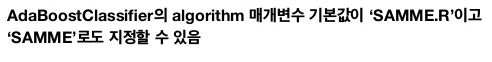 AdaBoostClassifier의 algorithm 매개변수 기본값이 ‘SAMME.R’이고
‘SAMME’로도 지정할 수 있음